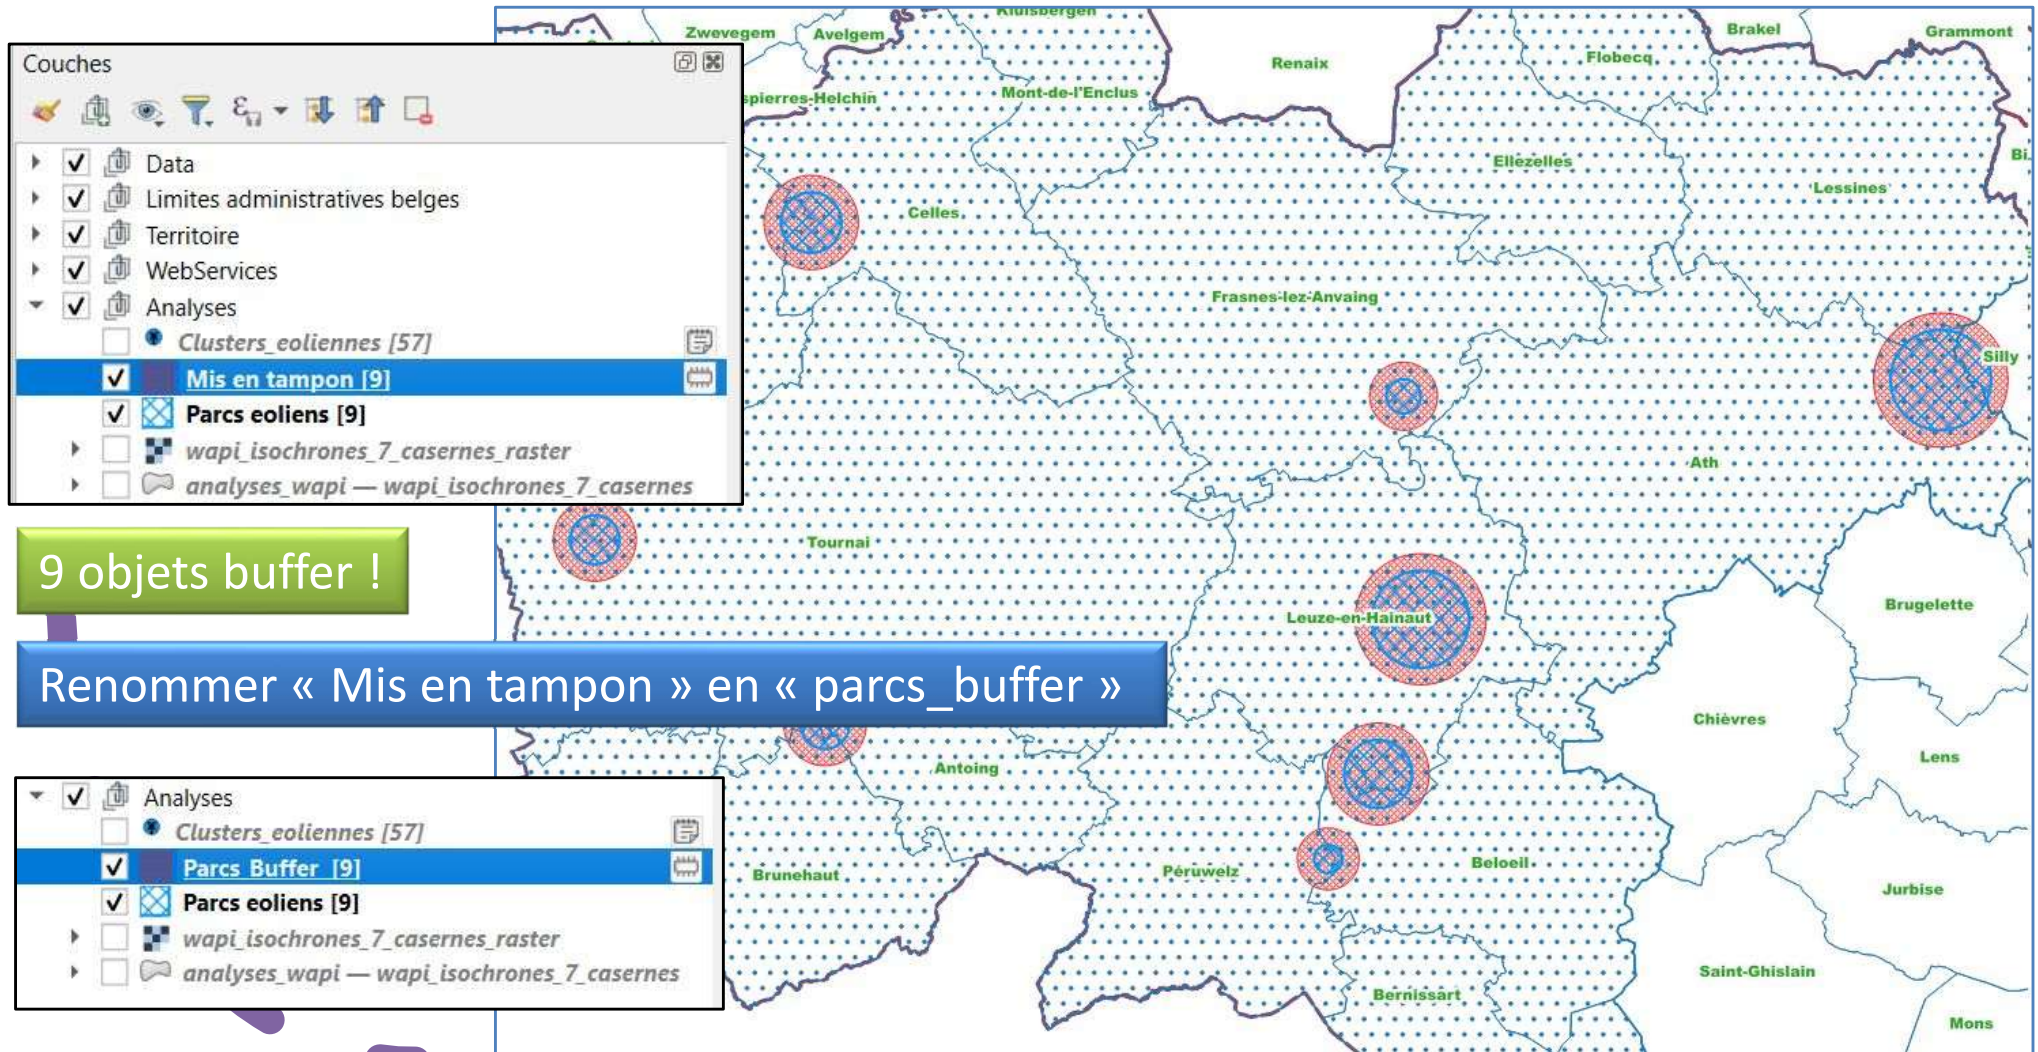 Couches
Data
Limites administratives belges
Territoire
WebServices
Analyses
Clusters_eoliennes [57]
Mis en tampon [9]
Parcs eoliens [9]
wapi_isochrones_7_casernes_raster
analyses_wapi — wapi_isochrones_7_casernes
9 objets buffer !
Renommer « Mis en tampon » en « parcs_buffer »
Analyses
Clusters_eoliennes [57]
Parcs_Buffer [9]
Parcs eoliens [9]
wapi_isochrones_7_casernes_raster
analyses_wapi — wapi_isochrones_7_casernes
Kluisbergen
Zwevegem
Avelgem
Brakel
Grammont
Renaix
Flobecq
spierres-Helchin
Mont-de-l'Enclus
Ellezelles
Bi
Lessines
Celles
Frasnes-lez-Anvaing
Silly
Ath
Tournai
Leuze-en-Hainaut
Brugelette
Chièvres
Lens
Antoing
Brunehaut
Péruwelz
Beloeil
Jurbise
Saint-Ghislain
Bernissart
Mons